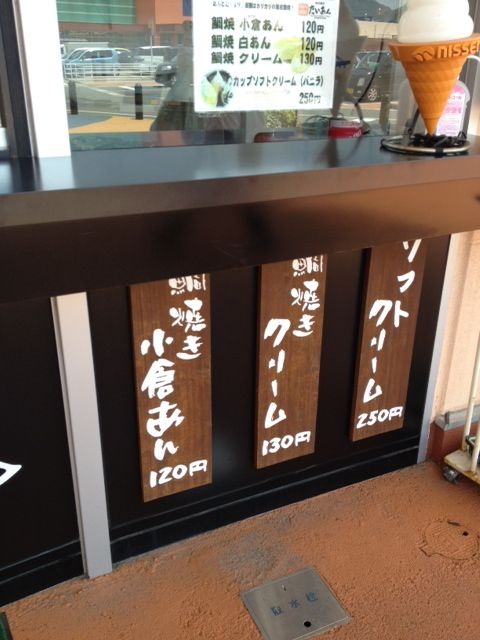 たい夢
鯛焼 小倉あん 120円
鯛焼 白あん 120円
鯛焼 クリーム 130円
カップソフトクリーム（バニラ）
250円
NISSEI
鯛焼き
小倉あん
120円
鯛焼き
クリーム
130円
ソフト
クリーム
250円